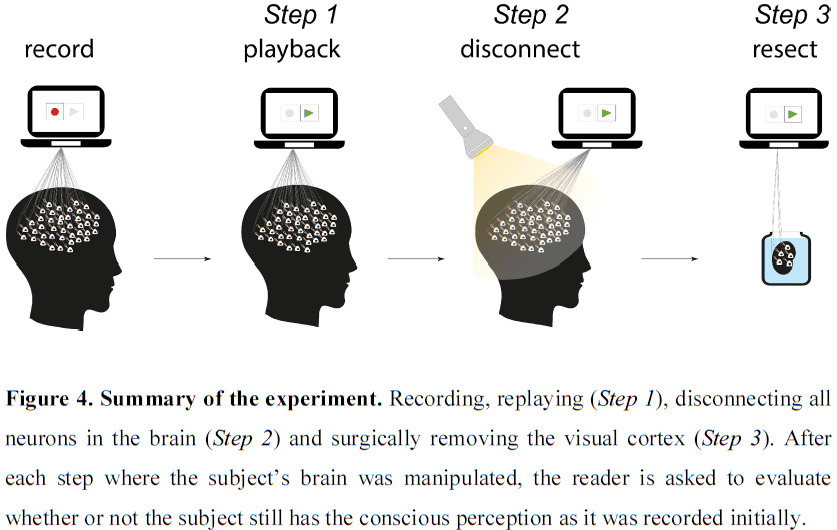 Step 1
Step 2
Step 3
record
playback
disconnect
resect
Figure 4. Summary of the experiment. Recording, replaying (Step 1), disconnecting all
neurons in the brain (Step 2) and surgically removing the visual cortex (Step 3). After
each step where the subject's brain was manipulated, the reader is asked to evaluate
whether or not the subject still has the conscious perception as it was recorded initially.